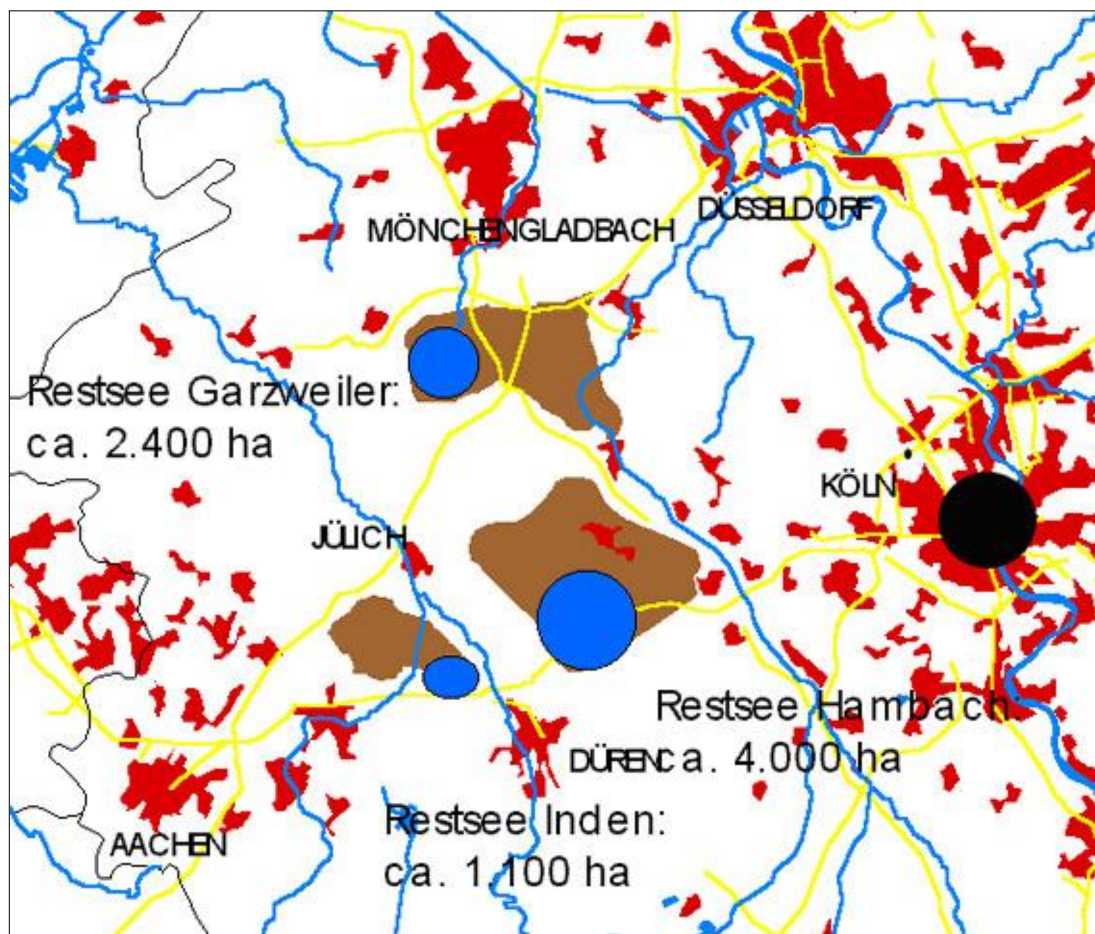 MÖNCHENGLADBACH
DÜSSELDORF
Restsee Garzweiler:
ca. 2.400 ha
KÖLN
JÜLICH
Restsee Hambach:
ca. 4.000 ha
DÜREN
Restsee Inden:
ca. 1.100 ha
AACHEN